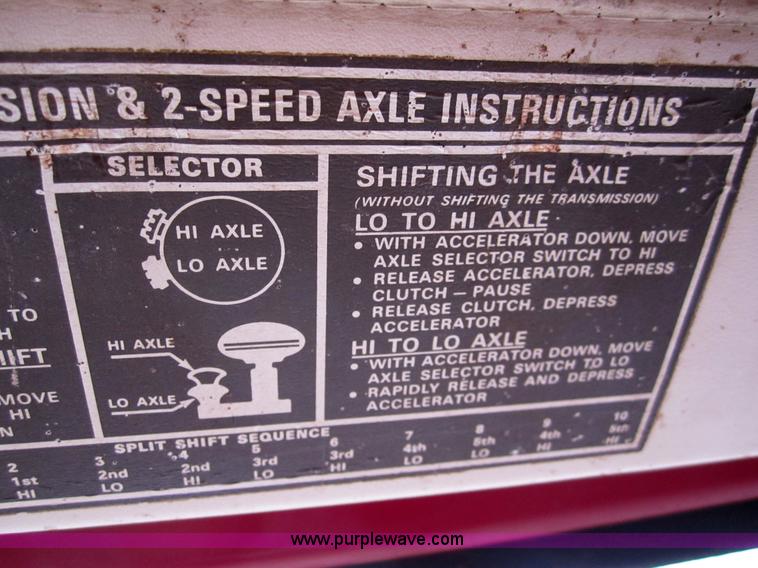 SION & 2-SPEED AXLE INSTRUCTIONS
SELECTOR
HI AXLE
LO AXLE
HI AXLE
LO AXLE
SHIFTING THE AXLE
(WITHOUT SHIFTING THE TRANSMISSION)
LO TO HI AXLE
• WITH ACCELERATOR DOWN, MOVE
AXLE SELECTOR SWITCH TO HI
• RELEASE ACCELERATOR, DEPRESS
CLUTCH – PAUSE
• RELEASE CLUTCH, DEPRESS
ACCELERATOR
HI TO LO AXLE
• WITH ACCELERATOR DOWN, MOVE
AXLE SELECTOR SWITCH TO LO
• RAPIDLY RELEASE AND DEPRESS
ACCELERATOR
TO
H
HIFT
MOVE
HI
N
SPLIT SHIFT SEQUENCE
2 3 4 5 6 7 8 9 10
1st 2nd 2nd 3rd 3rd 4th 5th 4th 5th
HI LO HI LO HI LO LO HI HI
www.purplewave.com